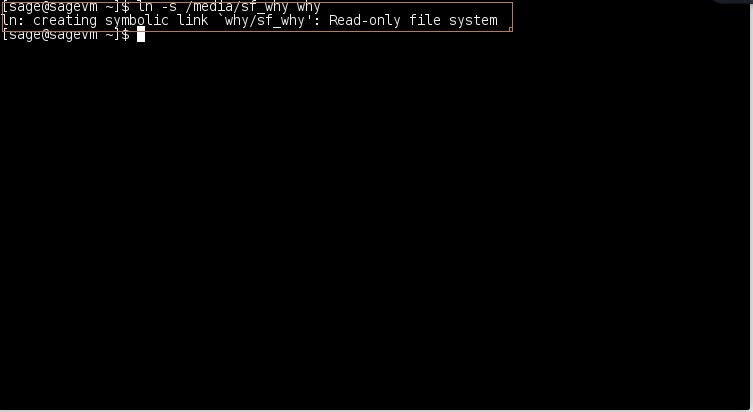 [sage@sagevm ~]$ ln -s /media/sf_why why
ln: creating symbolic link `why/sf_why': Read-only file system
[sage@sagevm ~]$